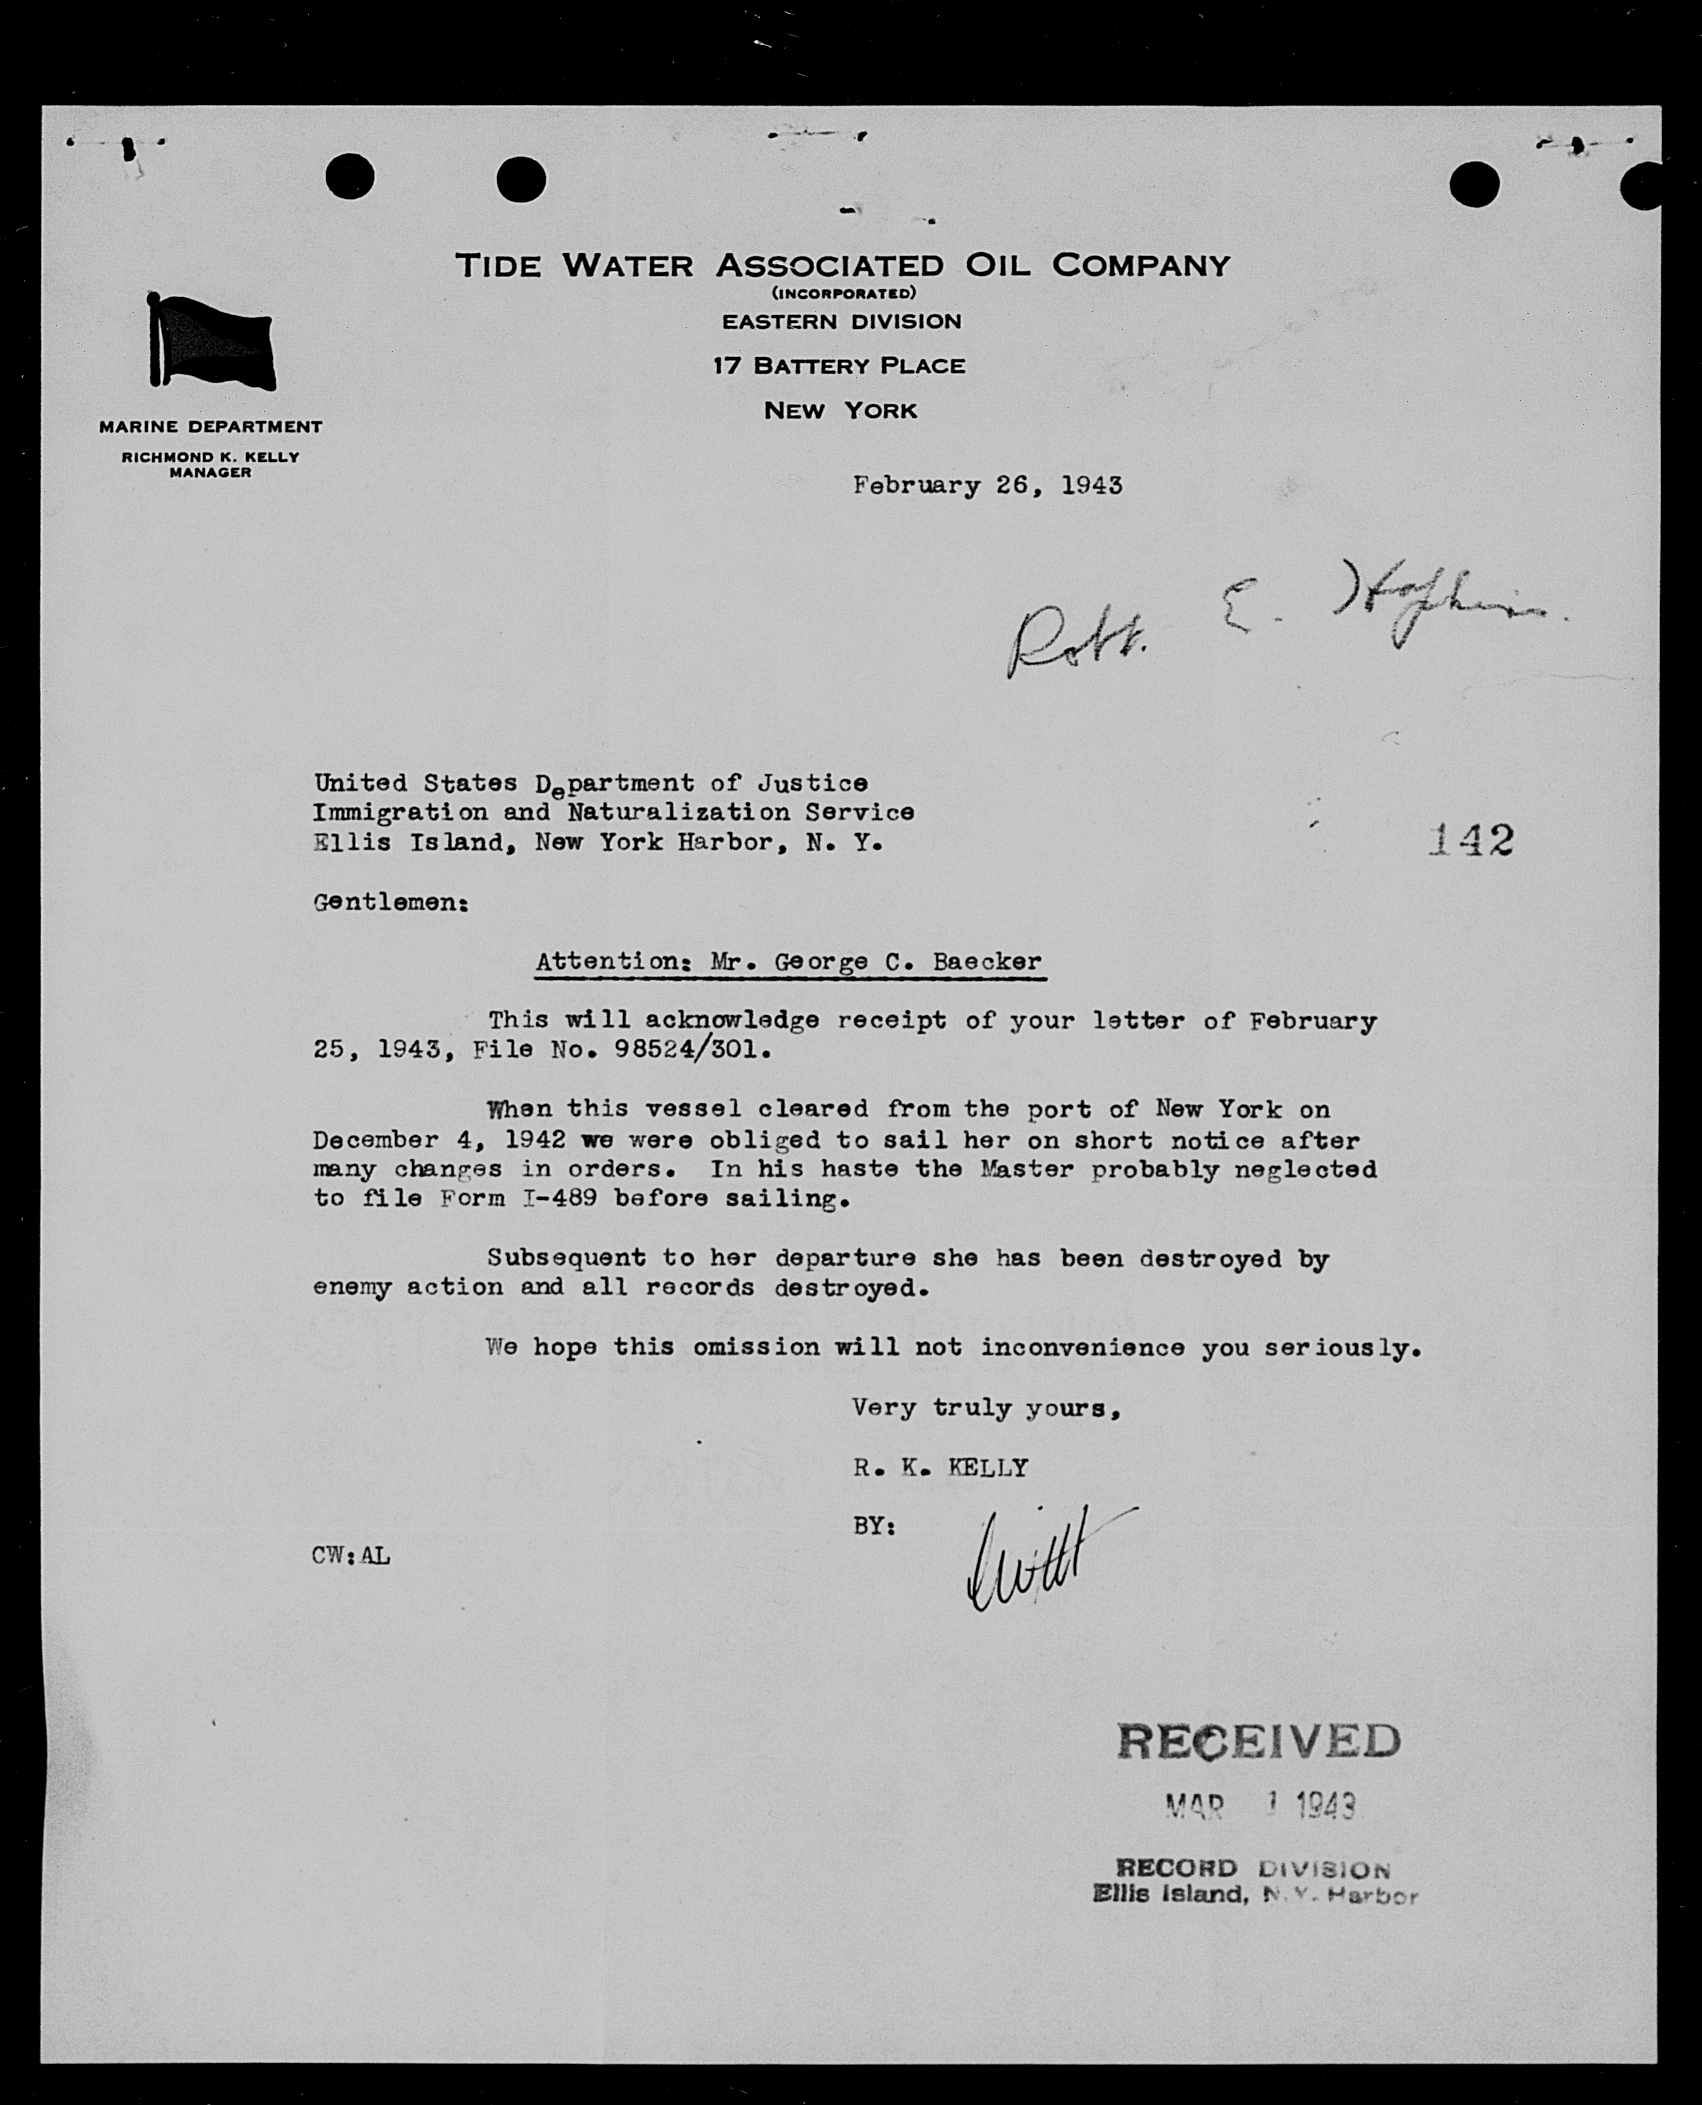 TIDE WATER ASSOCIATED OIL COMPANY
(INCORPORATED)
EASTERN DIVISION
17 BATTERY PLACE
NEW YORK
MARINE DEPARTMENT
RICHMOND K. KELLY
MANAGER
February 26, 1943
Robt. E. Hopkins.
United States Department of Justice
Immigration and Naturalization Service
Ellis Island, New York Harbor, N. Y.
142
Gentlemen:
Attention: Mr. George C. Baecker
This will acknowledge receipt of your letter of February
25, 1943, File No. 98524/301.
When this vessel cleared from the port of New York on
December 4, 1942 we were obliged to sail her on short notice after
many changes in orders. In his haste the Master probably neglected
to file Form I-489 before sailing.
Subsequent to her departure she has been destroyed by
enemy action and all records destroyed.
We hope this omission will not inconvenience you seriously.
Very truly yours,
R. K. KELLY
BY:
CW:AL
RECEIVED
MAR 1 1943
RECORD DIVISION
Ellis Island, N.Y. Harbor